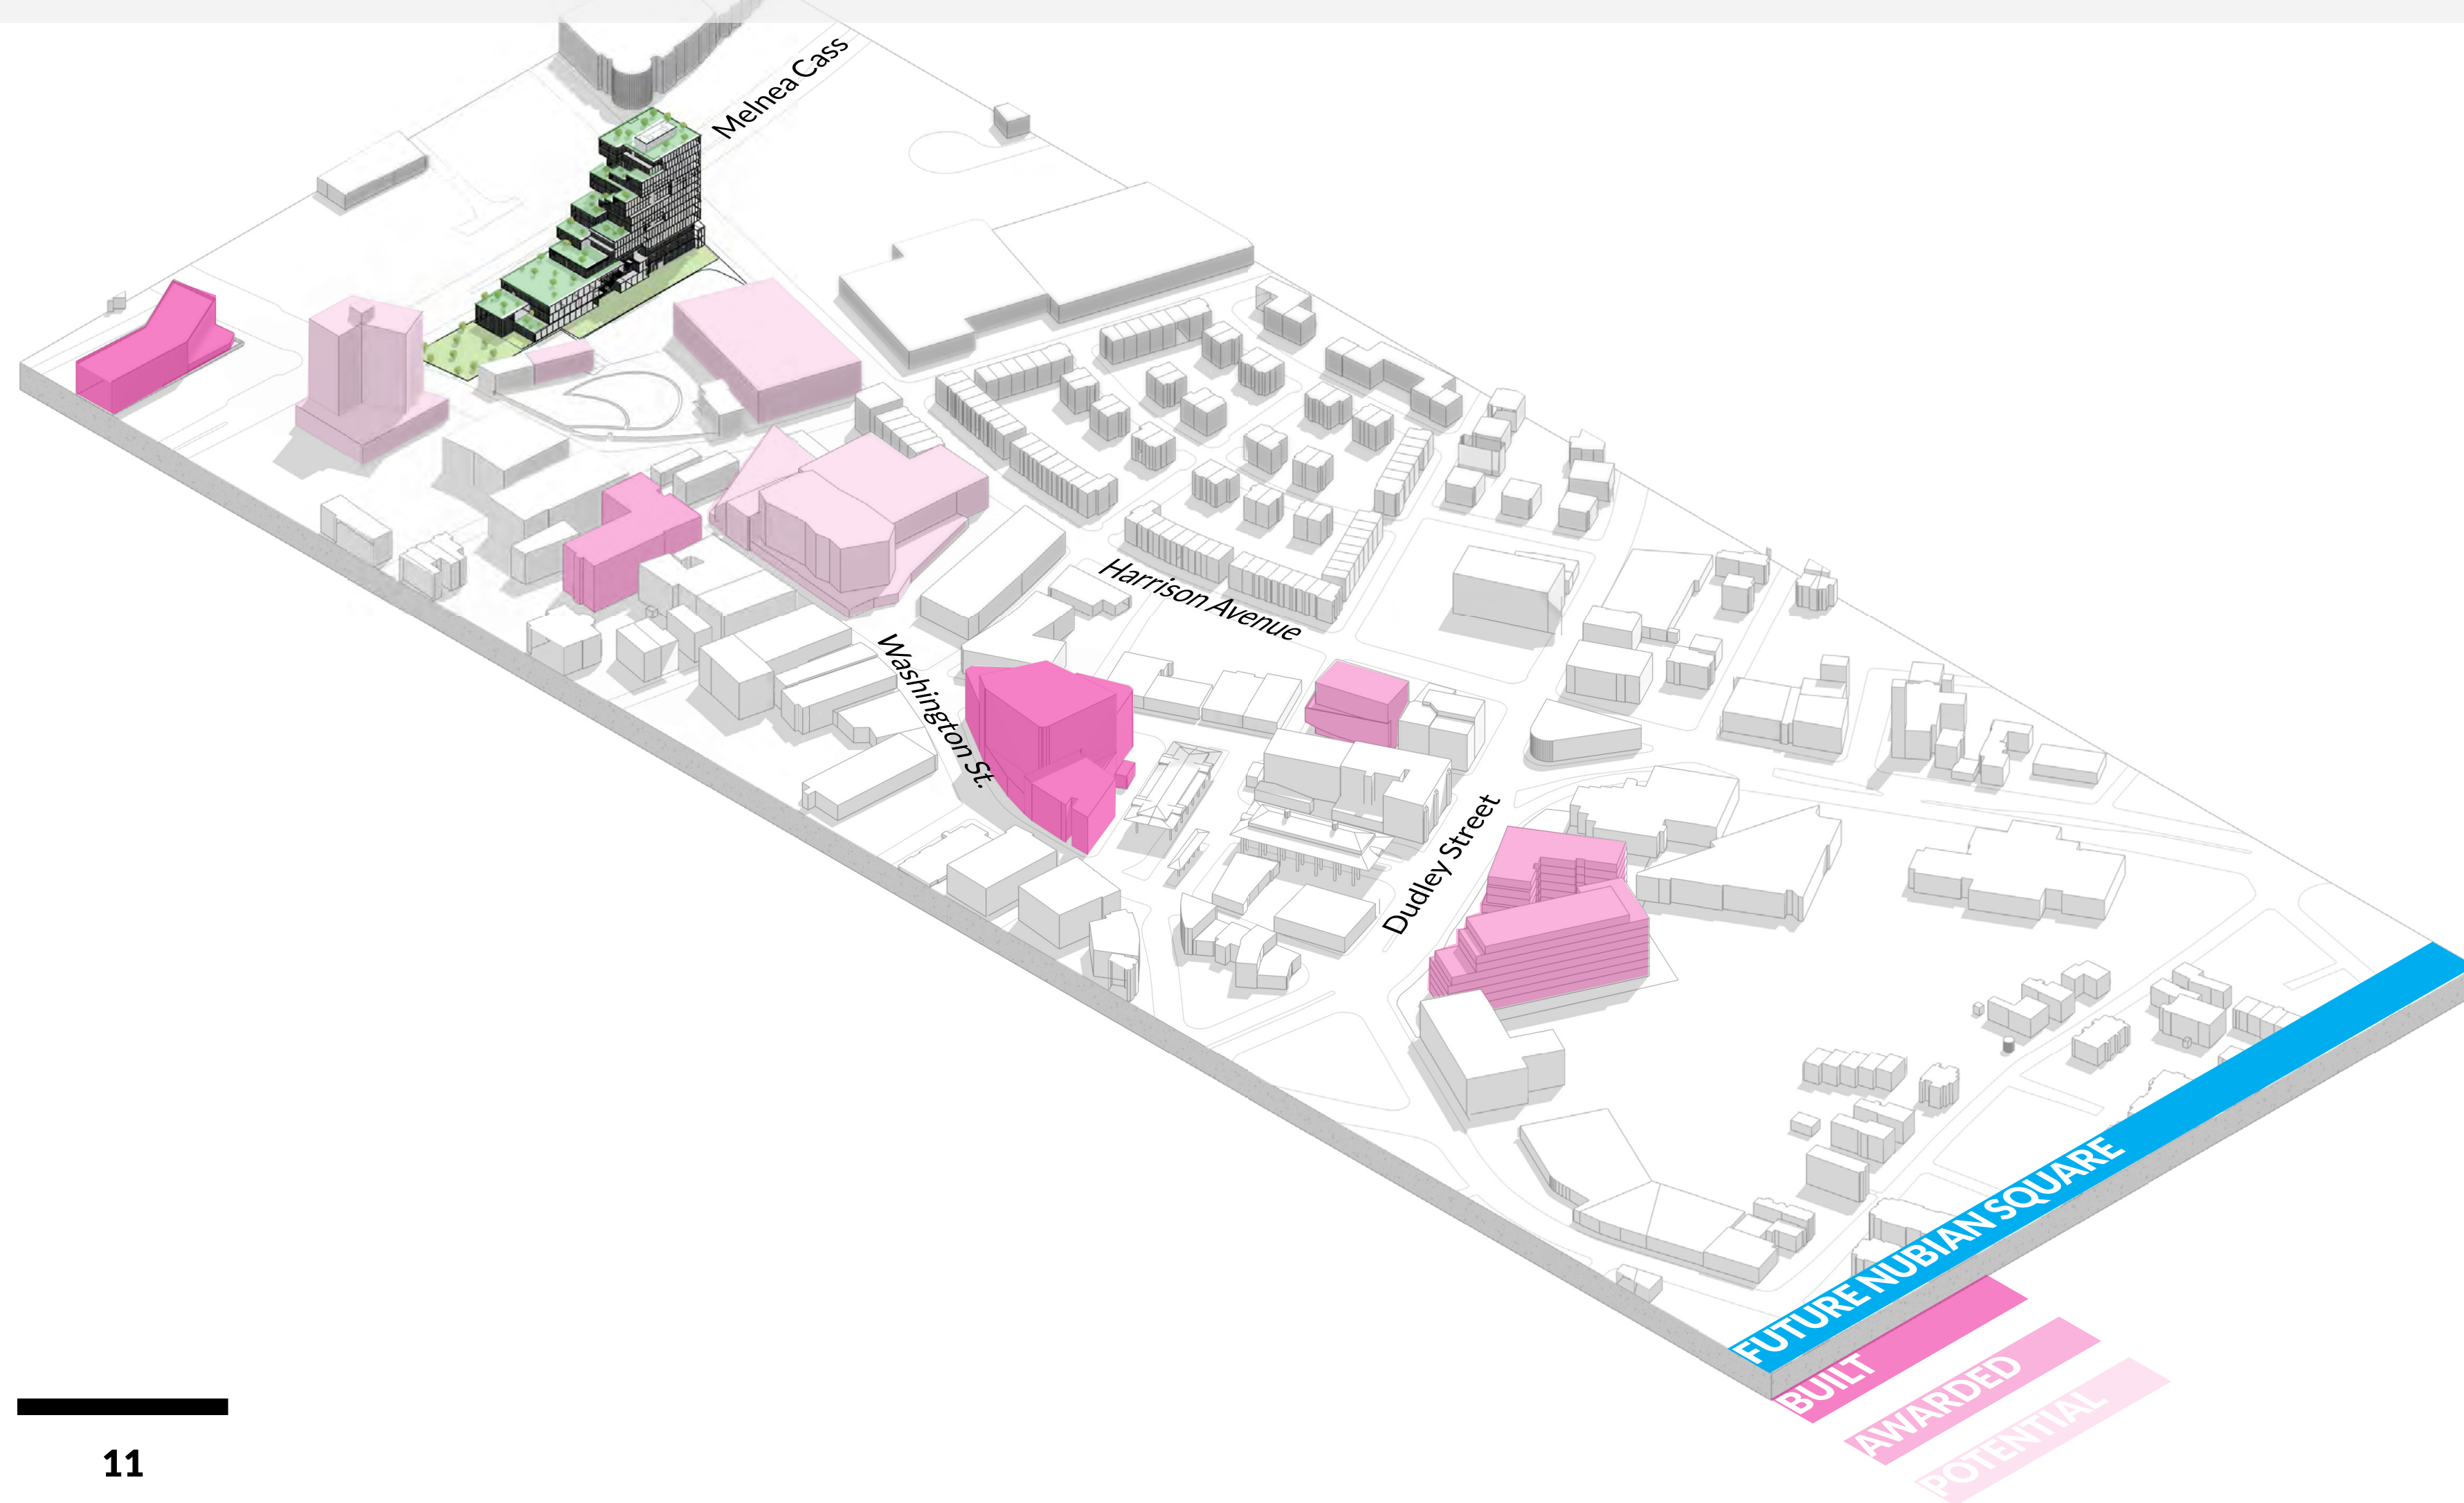 Melnea Cass
Harrison Avenue
Washington St.
Dudley Street
FUTURE NUBIAN SQUARE
BUILT
AWARDED
POTENTIAL
11